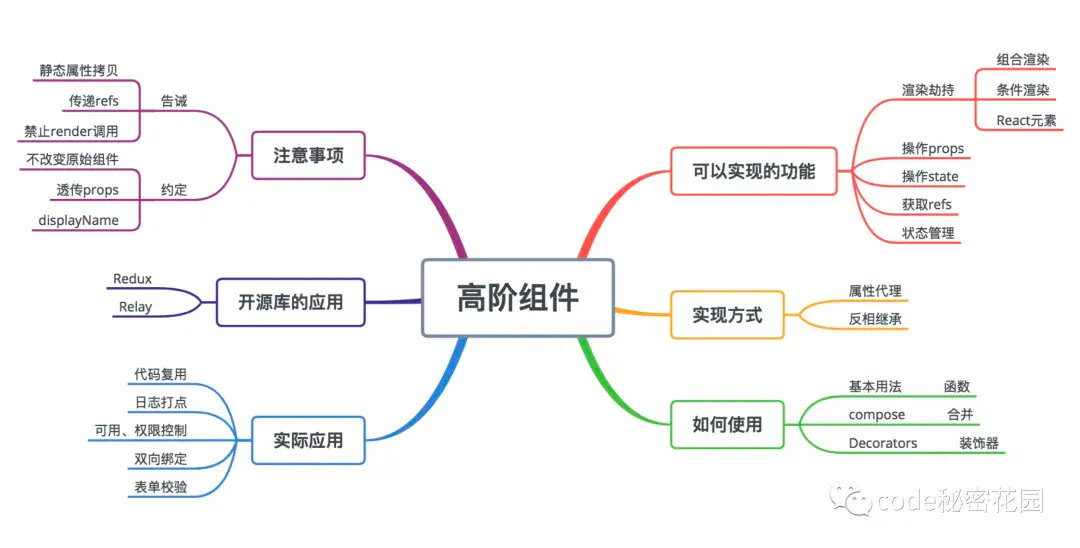 高阶组件
可以实现的功能
渲染劫持
组合渲染
条件渲染
React元素
操作props
操作state
获取refs
状态管理
实现方式
属性代理
反相继承
如何使用
基本用法 函数
compose 合并
Decorators 装饰器
注意事项
告诫
静态属性拷贝
传递refs
禁止render调用
约定
不改变原始组件
透传props
displayName
开源库的应用
Redux
Relay
实际应用
代码复用
日志打点
可用、权限控制
双向绑定
表单校验
code秘密花园